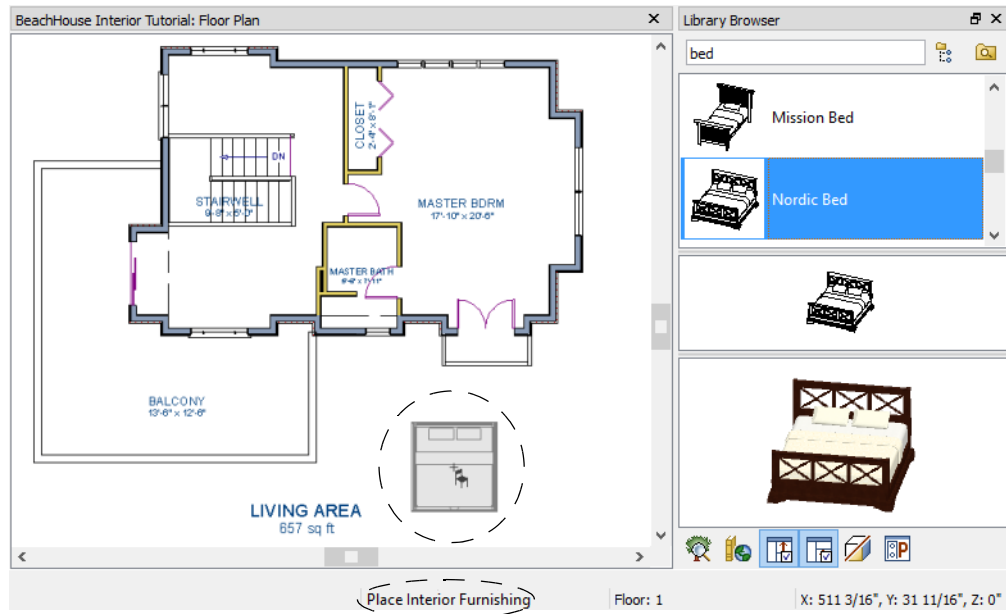 BeachHouse Interior Tutorial: Floor Plan
Library Browser
bed
Mission Bed
Nordic Bed
CLOSET
2'-4" x 8'-1"
DN
STAIRWELL
MASTER BDRM
17'-10" x 20'-6"
MASTER BATH
BALCONY
13'-6" x 12'-6"
LIVING AREA
657 sq ft
P
Place Interior Furnishing
Floor: 1
X: 511 3/16", Y: 31 11/16", Z: 0"